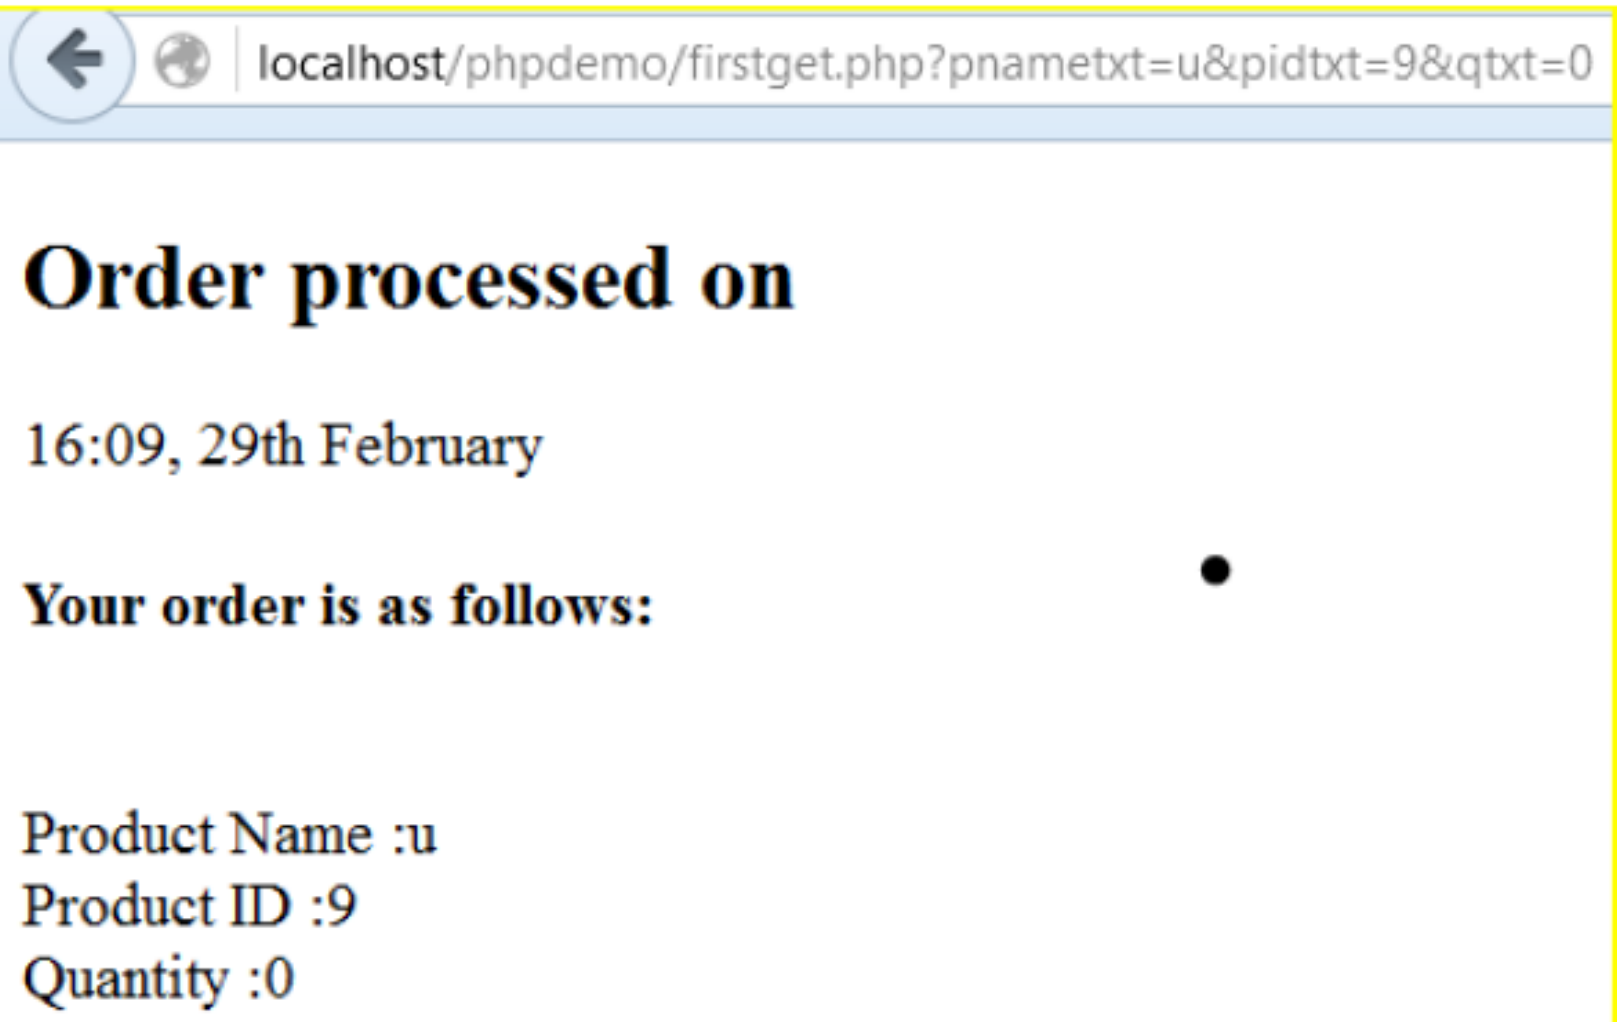 localhost/phpdemo/firstget.php?pnametxt=u&pidtxt=9&qtxt=0
Order processed on
16:09, 29th February
Your order is as follows:
Product Name :u
Product ID :9
Quantity :0